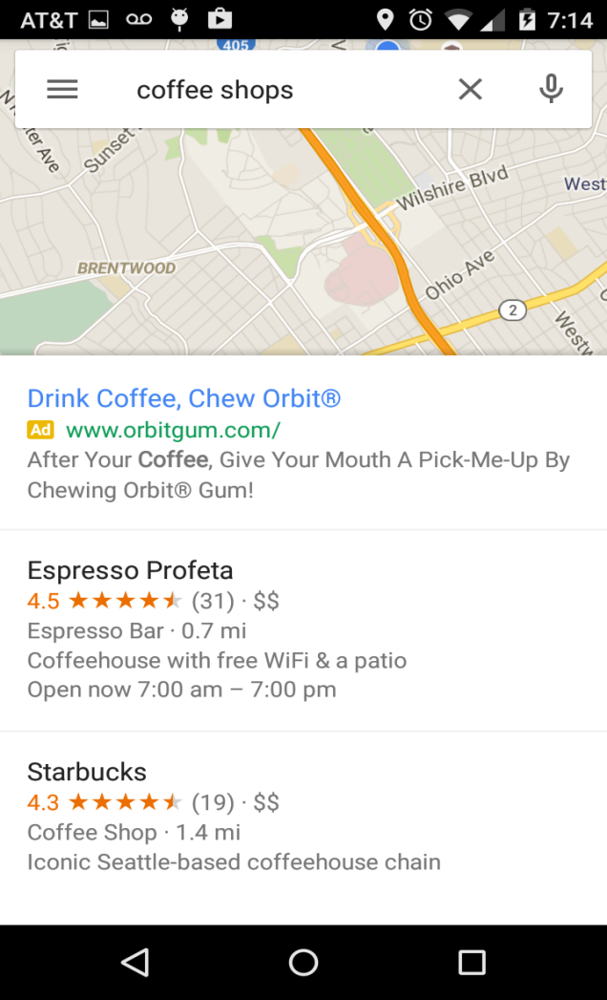 AT&T 7:14
405
coffee shops
Sunset
Ave
Wilshire Blvd
West
BRENTWOOD
Ohio Ave
2
Westw
Drink Coffee, Chew Orbit®
Ad www.orbitgum.com/
After Your Coffee, Give Your Mouth A Pick-Me-Up By
Chewing Orbit® Gum!
Espresso Profeta
4.5 ★★★★★ (31) · $$
Espresso Bar · 0.7 mi
Coffeehouse with free WiFi & a patio
Open now 7:00 am – 7:00 pm
Starbucks
4.3 ★★★★★ (19) · $$
Coffee Shop · 1.4 mi
Iconic Seattle-based coffeehouse chain